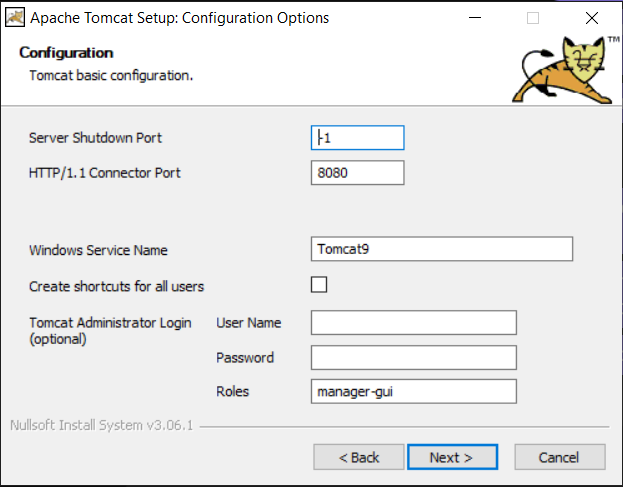 Apache Tomcat Setup: Configuration Options
Configuration
Tomcat basic configuration.
TM
Server Shutdown Port
-1
HTTP/1.1 Connector Port
8080
Windows Service Name
Tomcat9
Create shortcuts for all users
Tomcat Administrator Login
(optional)
User Name
Password
Roles
manager-gui
Nullsoft Install System v3.06.1
< Back
Next >
Cancel